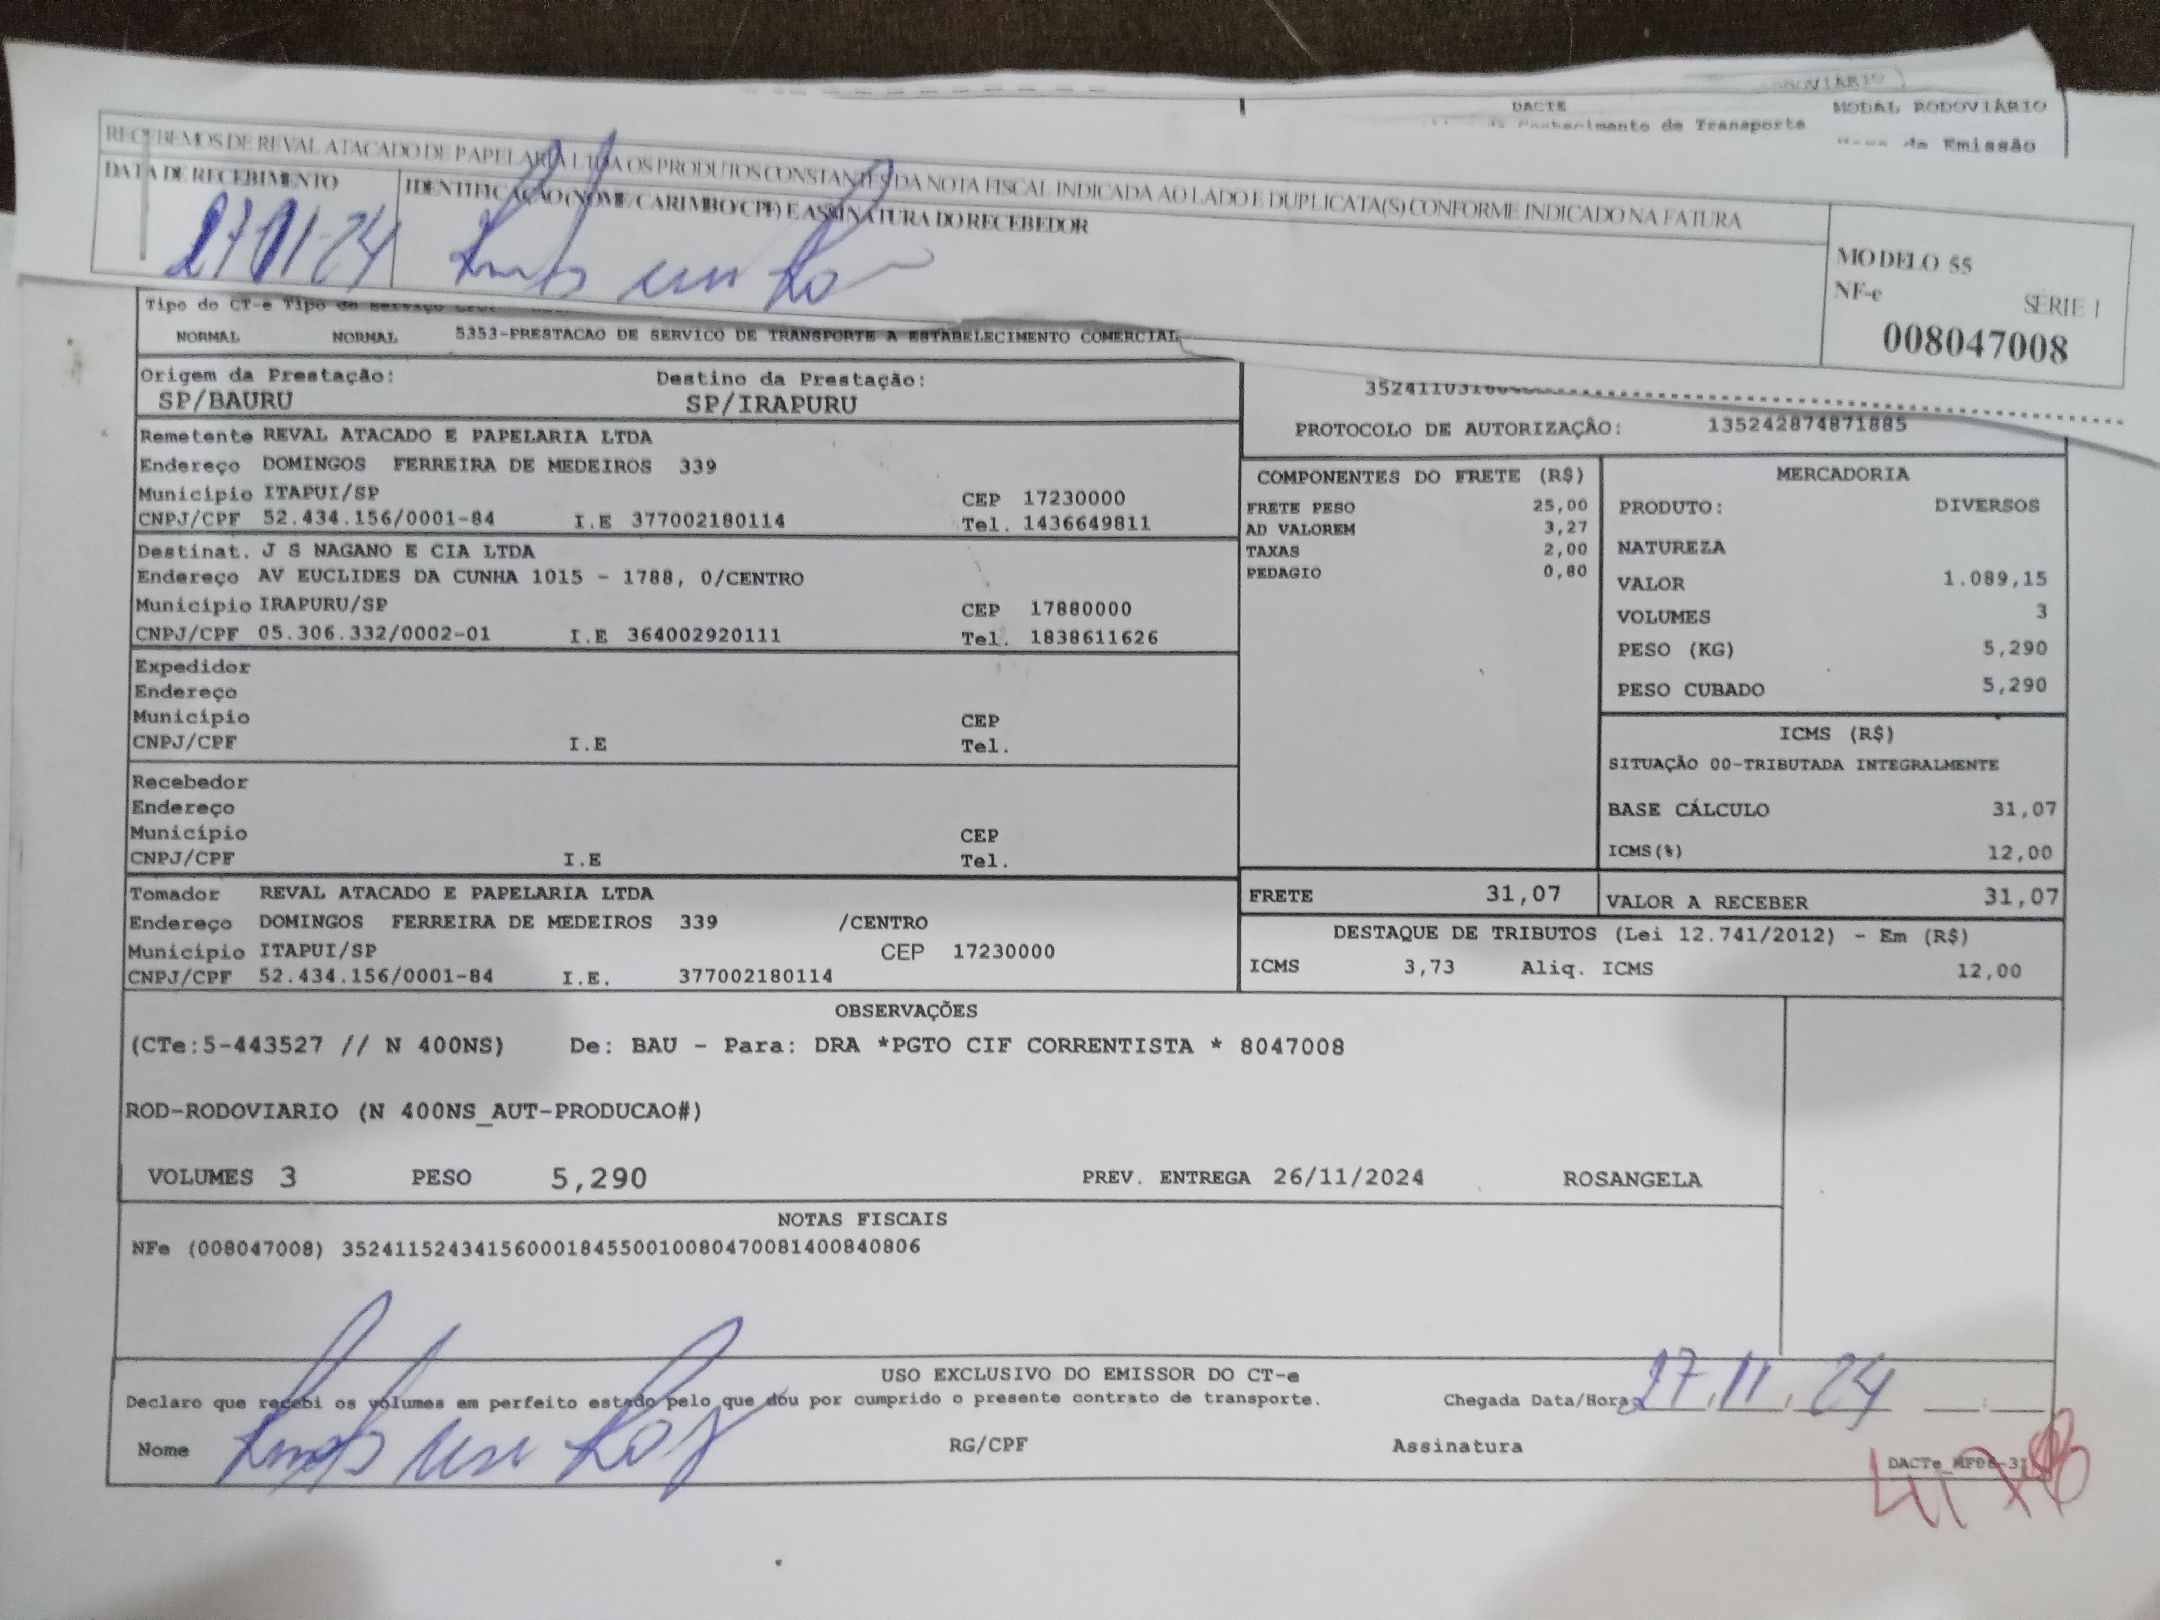 DACTE
MODAL RODOVIÁRIO
Conhecimento de Transporte
de Emissão
RECEBEMOS DE REVAL ATACADO DE PAPELARIA LTDA OS PRODUTOS CONSTANTES DA NOTA FISCAL INDICADA AO LADO E DUPLICATA(S) CONFORME INDICADO NA FATURA
DATA DE RECEBIMENTO
IDENTIFICAÇÃO (NOME/CARIMBO/CPF) E ASSINATURA DO RECEBEDOR
27/11-24
MODELO 55
NF-e
SÉRIE 1
008047008
Tipo do CT-e Tipo do Serviço
NORMAL NORMAL 5353-PRESTACAO DE SERVICO DE TRANSPORTE A ESTABELECIMENTO COMERCIAL
Origem da Prestação: Destino da Prestação:
SP/BAURU SP/IRAPURU
PROTOCOLO DE AUTORIZAÇÃO: 135242874871885
Remetente REVAL ATACADO E PAPELARIA LTDA
Endereço DOMINGOS FERREIRA DE MEDEIROS 339
Município ITAPUI/SP CEP 17230000
CNPJ/CPF 52.434.156/0001-84 I.E 377002180114 Tel. 1436649811
Destinat. J S NAGANO E CIA LTDA
Endereço AV EUCLIDES DA CUNHA 1015 - 1788, 0/CENTRO
Município IRAPURU/SP CEP 17880000
CNPJ/CPF 05.306.332/0002-01 I.E 364002920111 Tel. 1838611626
Expedidor
Endereço
Município CEP
CNPJ/CPF I.E Tel.
Recebedor
Endereço
Município CEP
CNPJ/CPF I.E Tel.
Tomador REVAL ATACADO E PAPELARIA LTDA
Endereço DOMINGOS FERREIRA DE MEDEIROS 339 /CENTRO
Município ITAPUI/SP CEP 17230000
CNPJ/CPF 52.434.156/0001-84 I.E. 377002180114
COMPONENTES DO FRETE (R$)
FRETE PESO 25,00
AD VALOREM 3,27
TAXAS 2,00
PEDAGIO 0,80
MERCADORIA
PRODUTO: DIVERSOS
NATUREZA
VALOR 1.089,15
VOLUMES 3
PESO (KG) 5,290
PESO CUBADO 5,290
ICMS (R$)
SITUAÇÃO 00-TRIBUTADA INTEGRALMENTE
BASE CÁLCULO 31,07
ICMS(%) 12,00
FRETE 31,07
VALOR A RECEBER 31,07
DESTAQUE DE TRIBUTOS (Lei 12.741/2012) - Em (R$)
ICMS 3,73 Aliq. ICMS 12,00
OBSERVAÇÕES
(CTe:5-443527 // N 400NS) De: BAU - Para: DRA *PGTO CIF CORRENTISTA * 8047008
ROD-RODOVIARIO (N 400NS_AUT-PRODUCAO#)
VOLUMES 3 PESO 5,290 PREV. ENTREGA 26/11/2024 ROSANGELA
NOTAS FISCAIS
NFe (008047008) 35241152434156000184550010080470081400840806
USO EXCLUSIVO DO EMISSOR DO CT-e
Declaro que recebi os volumes em perfeito estado pelo que dou por cumprido o presente contrato de transporte.
Chegada Data/Hora 27.11.24
Nome RG/CPF Assinatura